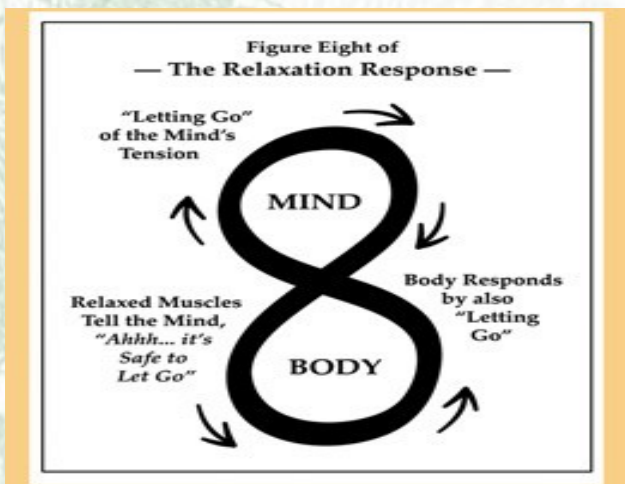 Figure Eight of
— The Relaxation Response —
“Letting Go”
of the Mind’s
Tension
MIND
Body Responds
by also
“Letting
Go”
Relaxed Muscles
Tell the Mind,
“Ahhh... it’s
Safe to
Let Go”
BODY